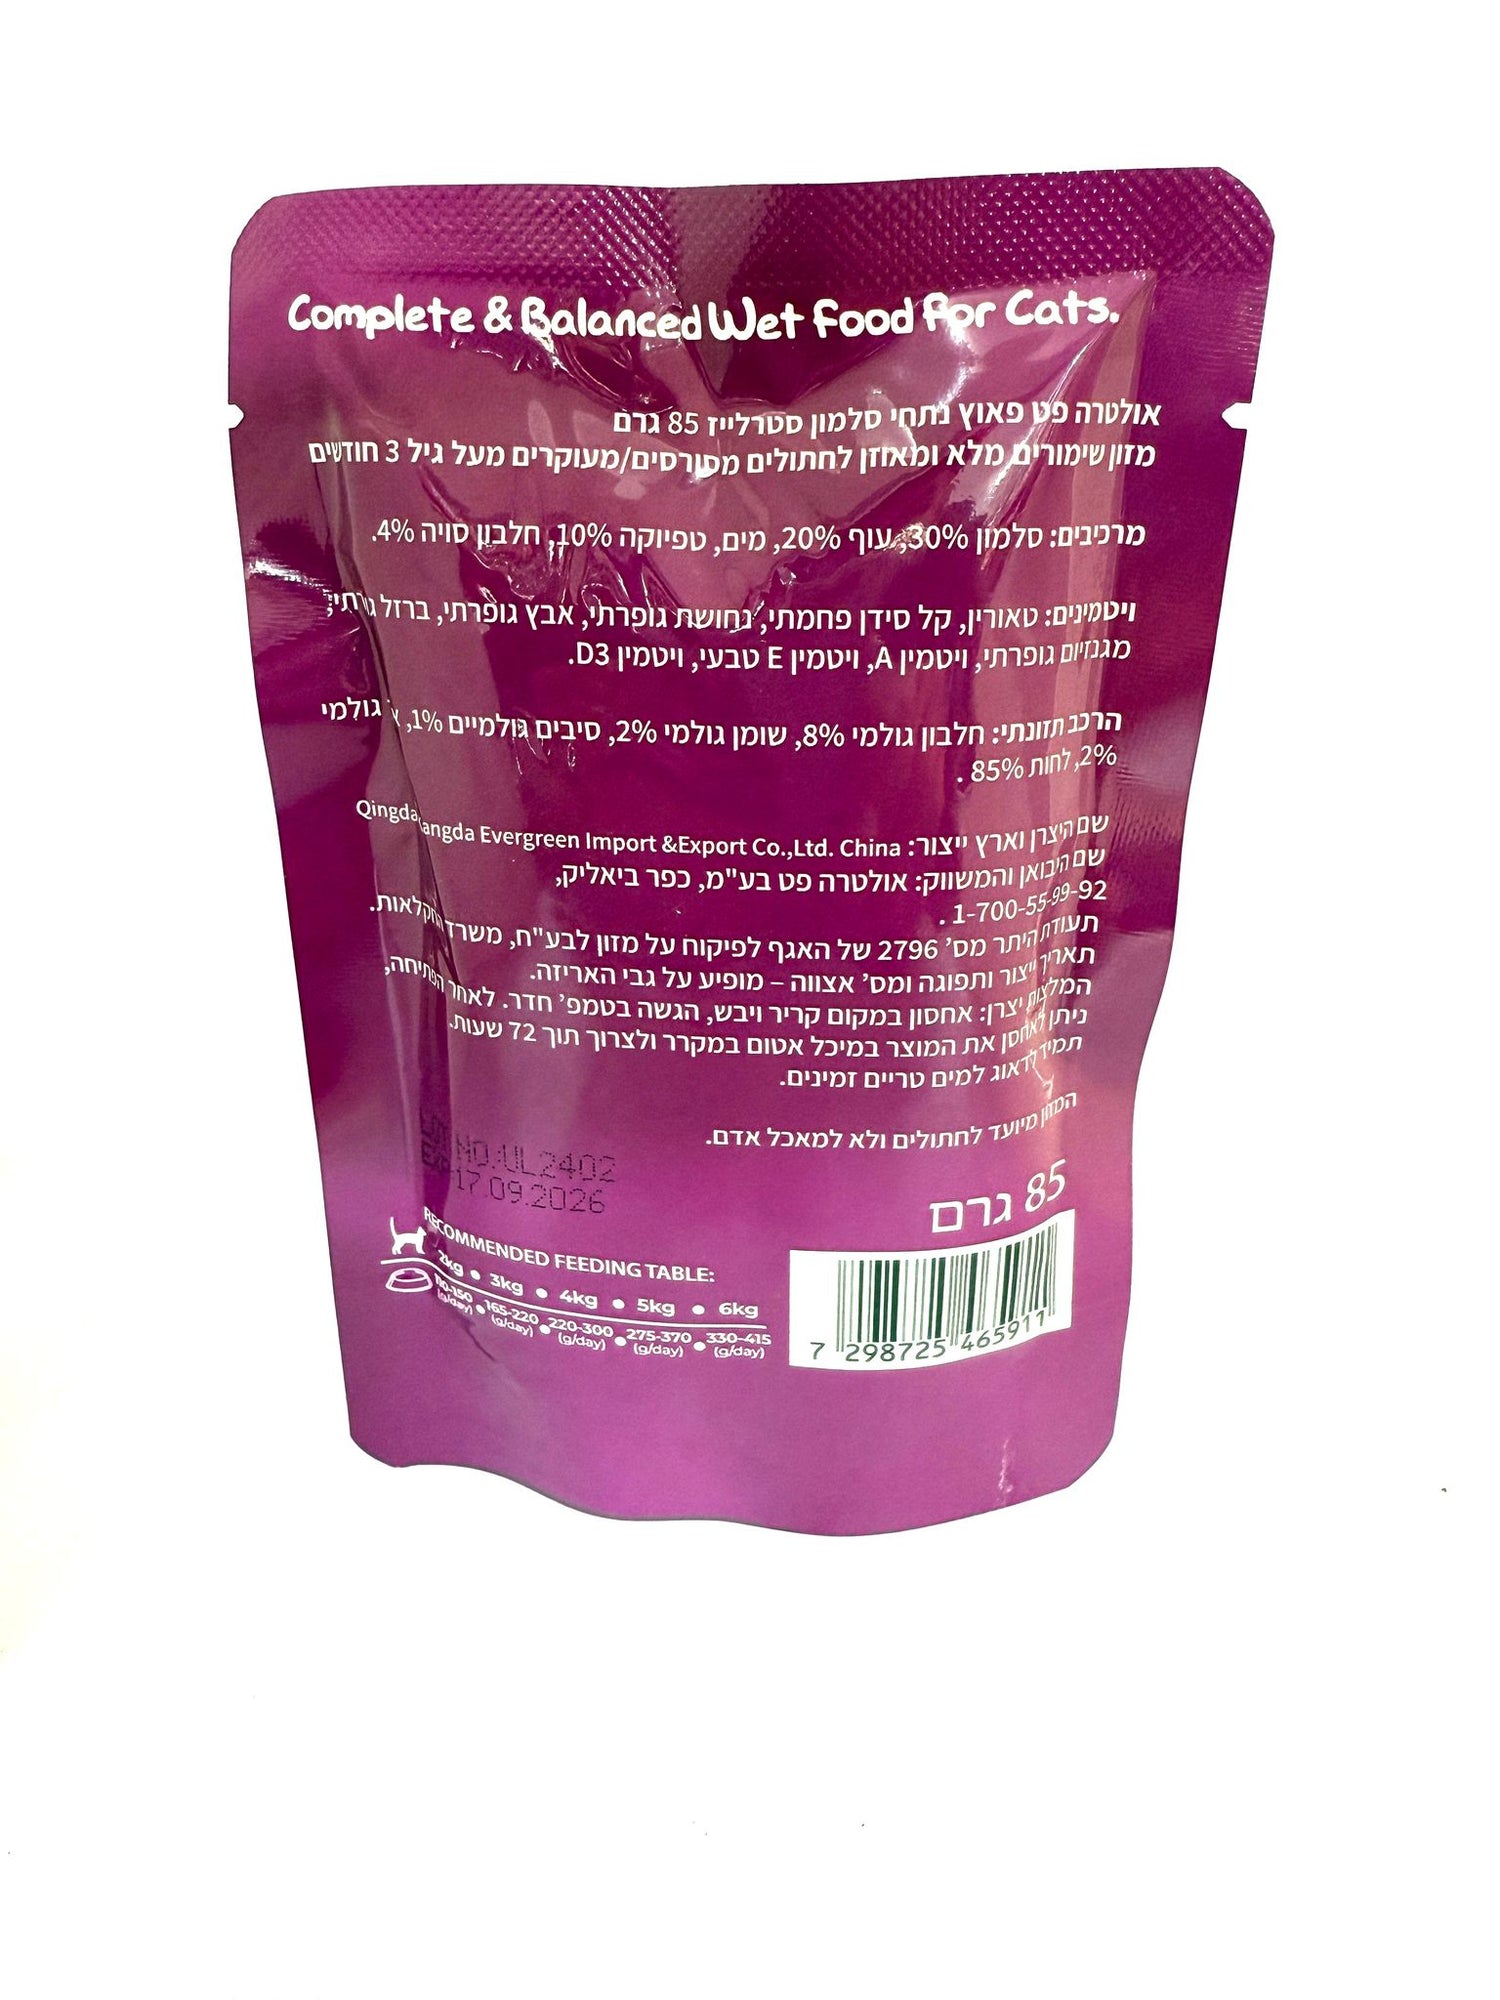 Complete & Balanced Wet Food For Cats.
אולטרה פט פאוץ נתחי סלמון סטרלייז 85 גרם
מזון שימורים מלא ומאוזן לחתולים מסורסים/מעוקרים מעל גיל 3 חודשים
מרכיבים: סלמון 30%, עוף 20%, מים, טפיוקה 10%, חלבון סויה 4%.
ויטמינים: טאורין, קל סידן פחמתי, נחושת גופרתי, אבץ גופרתי, ברזל גפרתי,
מגנזיום גופרתי, ויטמין A, ויטמין E טבעי, ויטמין D3.
הרכב תזונתי: חלבון גולמי 8%, שומן גולמי 2%, סיבים גולמיים 1%, גולמי
2%, לחות 85% .
שם היצרן וארץ ייצור: Evergreen Import &Export Co.,Ltd. China
שם היבואן והמשווק: אולטרה פט בע"מ, כפר ביאליק,
1-700-55-99-92 .
תעודת היתר מס' 2796 של האגף לפיקוח על מזון לבע"ח, משרד החקלאות.
תאריך ייצור ותפוגה ומס' אצווה – מופיע על גבי האריזה.
המלצות יצרן: אחסון במקום קריר ויבש, הגשה בטמפ' חדר. לאחר הפתיחה,
ניתן לאחסן את המוצר במיכל אטום במקרר ולצרוך תוך 72 שעות.
תמיד לדאוג למים טריים זמינים.
המזון מיועד לחתולים ולא למאכל אדם.
NO.:UL2402
17.09.2026
85 גרם
RECOMMENDED FEEDING TABLE:
2kg • 3kg • 4kg • 5kg • 6kg
110-150 • 165-220 • 220-300 • 275-370 • 330-415
(g/day) (g/day) (g/day) (g/day) (g/day)
7 298725 465911